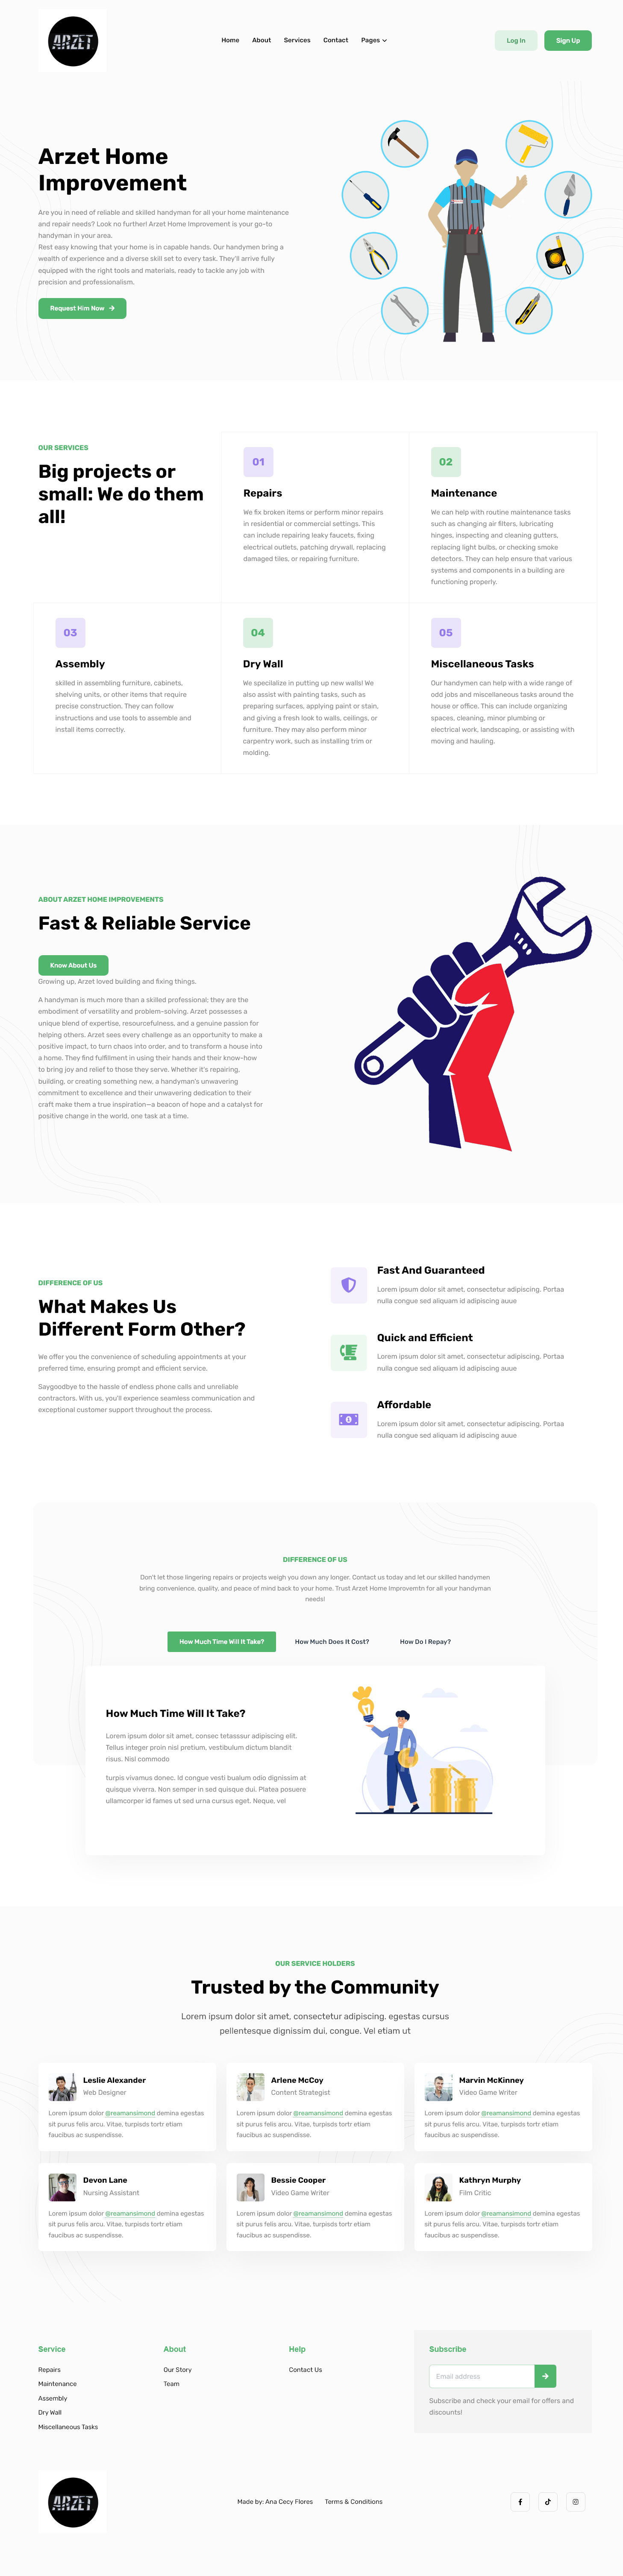 ARZET
Home
About
Services
Contact
Pages
Log In
Sign Up
Arzet Home
Improvement
Are you in need of reliable and skilled handyman for all your home maintenance
and repair needs? Look no further! Arzet Home Improvement is your go-to
handyman in your area.
Rest easy knowing that your home is in capable hands. Our handymen bring a
wealth of experience and a diverse skill set to every task. They'll arrive fully
equipped with the right tools and materials, ready to tackle any job with
precision and professionalism.
Request Him Now
OUR SERVICES
Big projects or
small: We do them
all!
01
Repairs
We fix broken items or perform minor repairs
in residential or commercial settings. This
can include repairing leaky faucets, fixing
electrical outlets, patching drywall, replacing
damaged tiles, or repairing furniture.
02
Maintenance
We can help with routine maintenance tasks
such as changing air filters, lubricating
hinges, inspecting and cleaning gutters,
replacing light bulbs, or checking smoke
detectors. They can help ensure that various
systems and components in a building are
functioning properly.
03
Assembly
skilled in assembling furniture, cabinets,
shelving units, or other items that require
precise construction. They can follow
instructions and use tools to assemble and
install items correctly.
04
Dry Wall
We specilalize in putting up new walls! We
also assist with painting tasks, such as
preparing surfaces, applying paint or stain,
and giving a fresh look to walls, ceilings, or
furniture. They may also perform minor
carpentry work, such as installing trim or
molding.
05
Miscellaneous Tasks
Our handymen can help with a wide range of
odd jobs and miscellaneous tasks around the
house or office. This can include organizing
spaces, cleaning, minor plumbing or
electrical work, landscaping, or assisting with
moving and hauling.
ABOUT ARZET HOME IMPROVEMENTS
Fast & Reliable Service
Know About Us
Growing up, Arzet loved building and fixing things.
A handyman is much more than a skilled professional; they are the
embodiment of versatility and problem-solving. Arzet possesses a
unique blend of expertise, resourcefulness, and a genuine passion for
helping others. Arzet sees every challenge as an opportunity to make a
positive impact, to turn chaos into order, and to transform a house into
a home. They find fulfillment in using their hands and their know-how
to bring joy and relief to those they serve. Whether it's repairing,
building, or creating something new, a handyman's unwavering
commitment to excellence and their unwavering dedication to their
craft make them a true inspiration—a beacon of hope and a catalyst for
positive change in the world, one task at a time.
DIFFERENCE OF US
What Makes Us
Different Form Other?
We offer you the convenience of scheduling appointments at your
preferred time, ensuring prompt and efficient service.
Saygoodbye to the hassle of endless phone calls and unreliable
contractors. With us, you'll experience seamless communication and
exceptional customer support throughout the process.
Fast And Guaranteed
Lorem ipsum dolor sit amet, consectetur adipiscing. Portaa
nulla congue sed aliquam id adipiscing auue
Quick and Efficient
Lorem ipsum dolor sit amet, consectetur adipiscing. Portaa
nulla congue sed aliquam id adipiscing auue
Affordable
Lorem ipsum dolor sit amet, consectetur adipiscing. Portaa
nulla congue sed aliquam id adipiscing auue
DIFFERENCE OF US
Don't let those lingering repairs or projects weigh you down any longer. Contact us today and let our skilled handymen
bring convenience, quality, and peace of mind back to your home. Trust Arzet Home Improvemtn for all your handyman
needs!
How Much Time Will It Take?
How Much Does It Cost?
How Do I Repay?
How Much Time Will It Take?
Lorem ipsum dolor sit amet, consec tetasssur adipiscing elit.
Tellus integer proin nisl pretium, vestibulum dictum blandit
risus. Nisl commodo
turpis vivamus donec. Id congue vesti bualum odio dignissim at
quisque viverra. Non semper in sed quisque dui. Platea posuere
ullamcorper id fames ut sed urna cursus eget. Neque, vel
OUR SERVICE HOLDERS
Trusted by the Community
Lorem ipsum dolor sit amet, consectetur adipiscing. egestas cursus
pellentesque dignissim dui, congue. Vel etiam ut
Leslie Alexander
Web Designer
Lorem ipsum dolor @reamansimond demina egestas
sit purus felis arcu. Vitae, turpisds tortr etiam
faucibus ac suspendisse.
Arlene McCoy
Content Strategist
Lorem ipsum dolor @reamansimond demina egestas
sit purus felis arcu. Vitae, turpisds tortr etiam
faucibus ac suspendisse.
Marvin McKinney
Video Game Writer
Lorem ipsum dolor @reamansimond demina egestas
sit purus felis arcu. Vitae, turpisds tortr etiam
faucibus ac suspendisse.
Devon Lane
Nursing Assistant
Lorem ipsum dolor @reamansimond demina egestas
sit purus felis arcu. Vitae, turpisds tortr etiam
faucibus ac suspendisse.
Bessie Cooper
Video Game Writer
Lorem ipsum dolor @reamansimond demina egestas
sit purus felis arcu. Vitae, turpisds tortr etiam
faucibus ac suspendisse.
Kathryn Murphy
Film Critic
Lorem ipsum dolor @reamansimond demina egestas
sit purus felis arcu. Vitae, turpisds tortr etiam
faucibus ac suspendisse.
Service
Repairs
Maintenance
Assembly
Dry Wall
Miscellaneous Tasks
About
Our Story
Team
Help
Contact Us
Subscribe
Email address
Subscribe and check your email for offers and
discounts!
ARZET
Made by: Ana Cecy Flores
Terms & Conditions